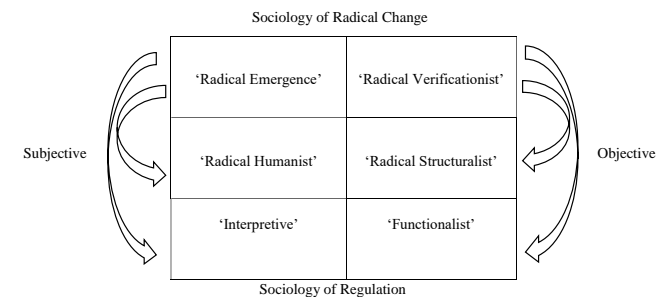 Sociology of Radical Change
‘Radical Emergence’ ‘Radical Verificationist’
Subjective ‘Radical Humanist’ ‘Radical Structuralist’ Objective
‘Interpretive’ ‘Functionalist’
Sociology of Regulation